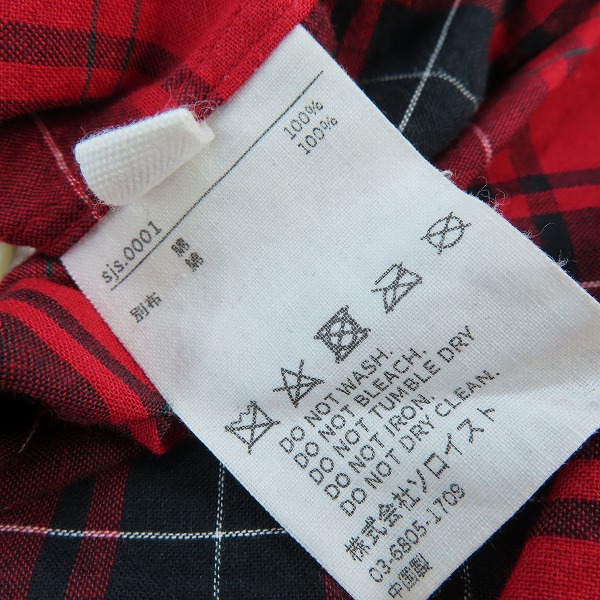 sjs.0001
綿 100%
別布 綿 100%
DO NOT WASH.
DO NOT BLEACH.
DO NOT TUMBLE DRY
DO NOT IRON.
DO NOT DRY CLEAN.
株式会社ソロイスト
03-6805-1709
中国製